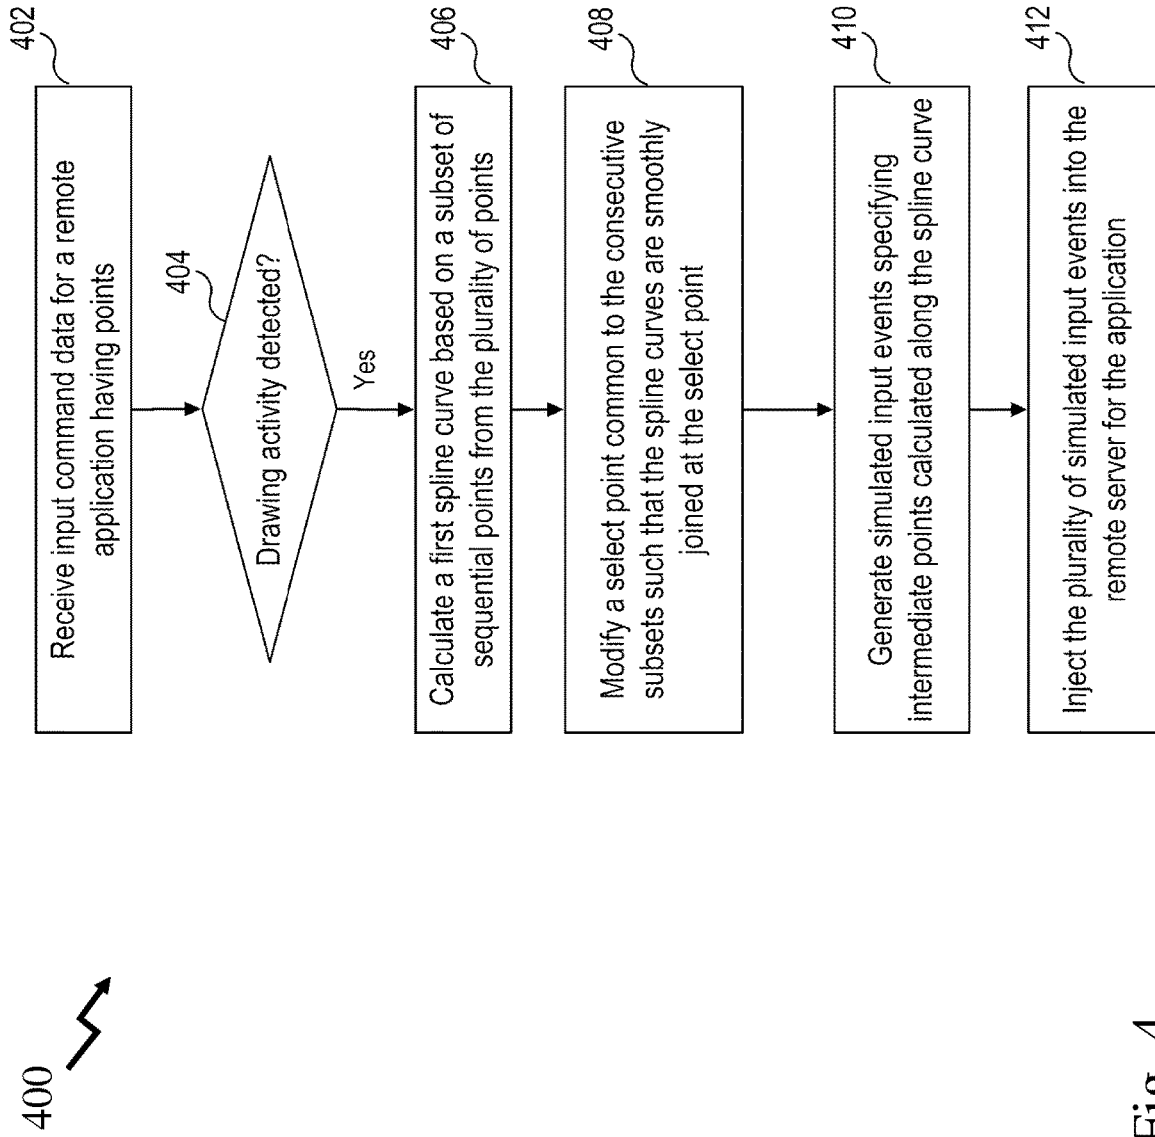 400
402
Receive input command data for a remote
application having points
404
Drawing activity detected?
Yes
406
Calculate a first spline curve based on a subset of
sequential points from the plurality of points
408
Modify a select point common to the consecutive
subsets such that the spline curves are smoothly
joined at the select point
410
Generate simulated input events specifying
intermediate points calculated along the spline curve
412
Inject the plurality of simulated input events into the
remote server for the application
Fig. 4